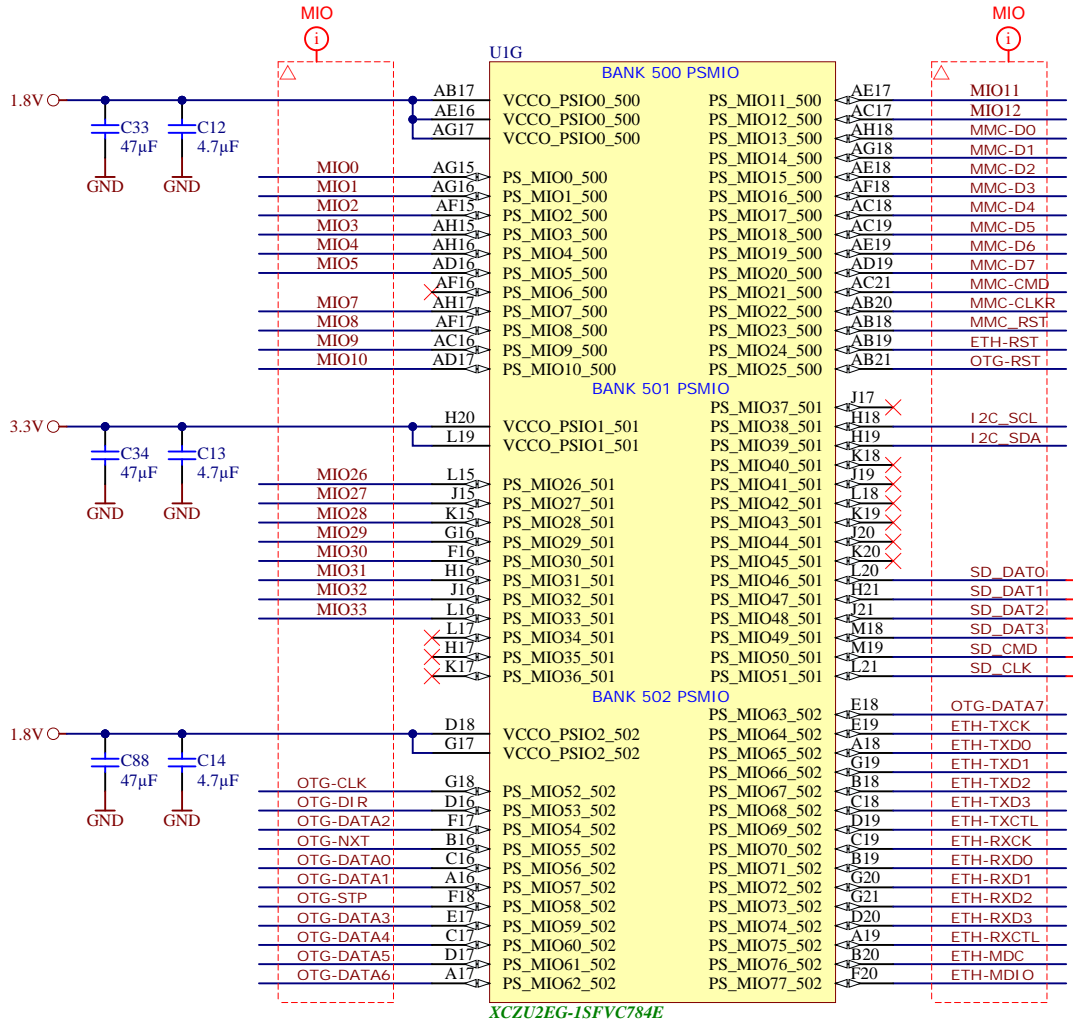 MIO MIO
i i
U1G
BANK 500 PSMIO
1.8V AB17 VCCO_PSIO0_500 PS_MIO11_500 AE17 MIO11
AE16 VCCO_PSIO0_500 PS_MIO12_500 AC17 MIO12
AG17 VCCO_PSIO0_500 PS_MIO13_500 AH18 MMC-D0
C33 47µF C12 4.7µF
PS_MIO14_500 AG18 MMC-D1
GND GND MIO0 AG15 PS_MIO0_500 PS_MIO15_500 AE18 MMC-D2
MIO1 AG16 PS_MIO1_500 PS_MIO16_500 AF18 MMC-D3
MIO2 AF15 PS_MIO2_500 PS_MIO17_500 AC18 MMC-D4
MIO3 AH15 PS_MIO3_500 PS_MIO18_500 AC19 MMC-D5
MIO4 AH16 PS_MIO4_500 PS_MIO19_500 AE19 MMC-D6
MIO5 AD16 PS_MIO5_500 PS_MIO20_500 AD19 MMC-D7
AF16 PS_MIO6_500 PS_MIO21_500 AC21 MMC-CMD
MIO7 AH17 PS_MIO7_500 PS_MIO22_500 AB20 MMC-CLKR
MIO8 AF17 PS_MIO8_500 PS_MIO23_500 AB18 MMC_RST
MIO9 AC16 PS_MIO9_500 PS_MIO24_500 AB19 ETH-RST
MIO10 AD17 PS_MIO10_500 PS_MIO25_500 AB21 OTG-RST
BANK 501 PSMIO
PS_MIO37_501 J17
3.3V H20 VCCO_PSIO1_501 PS_MIO38_501 H18 I2C_SCL
L19 VCCO_PSIO1_501 PS_MIO39_501 H19 I2C_SDA
C34 47µF C13 4.7µF
PS_MIO40_501 K18
GND GND MIO26 L15 PS_MIO26_501 PS_MIO41_501 J19
MIO27 J15 PS_MIO27_501 PS_MIO42_501 L18
MIO28 K15 PS_MIO28_501 PS_MIO43_501 K19
MIO29 G16 PS_MIO29_501 PS_MIO44_501 J20
MIO30 F16 PS_MIO30_501 PS_MIO45_501 K20
MIO31 H16 PS_MIO31_501 PS_MIO46_501 L20 SD_DAT0
MIO32 J16 PS_MIO32_501 PS_MIO47_501 H21 SD_DAT1
MIO33 L16 PS_MIO33_501 PS_MIO48_501 J21 SD_DAT2
L17 PS_MIO34_501 PS_MIO49_501 M18 SD_DAT3
H17 PS_MIO35_501 PS_MIO50_501 M19 SD_CMD
K17 PS_MIO36_501 PS_MIO51_501 L21 SD_CLK
BANK 502 PSMIO
PS_MIO63_502 E18 OTG-DATA7
1.8V D18 VCCO_PSIO2_502 PS_MIO64_502 E19 ETH-TXCK
G17 VCCO_PSIO2_502 PS_MIO65_502 A18 ETH-TXD0
C88 47µF C14 4.7µF
PS_MIO66_502 G19 ETH-TXD1
GND GND OTG-CLK G18 PS_MIO52_502 PS_MIO67_502 B18 ETH-TXD2
OTG-DIR D16 PS_MIO53_502 PS_MIO68_502 C18 ETH-TXD3
OTG-DATA2 F17 PS_MIO54_502 PS_MIO69_502 D19 ETH-TXCTL
OTG-NXT B16 PS_MIO55_502 PS_MIO70_502 C19 ETH-RXCK
OTG-DATA0 C16 PS_MIO56_502 PS_MIO71_502 B19 ETH-RXD0
OTG-DATA1 A16 PS_MIO57_502 PS_MIO72_502 G20 ETH-RXD1
OTG-STP F18 PS_MIO58_502 PS_MIO73_502 G21 ETH-RXD2
OTG-DATA3 E17 PS_MIO59_502 PS_MIO74_502 D20 ETH-RXD3
OTG-DATA4 C17 PS_MIO60_502 PS_MIO75_502 A19 ETH-RXCTL
OTG-DATA5 D17 PS_MIO61_502 PS_MIO76_502 B20 ETH-MDC
OTG-DATA6 A17 PS_MIO62_502 PS_MIO77_502 F20 ETH-MDIO
XCZU2EG-1SFVC784E